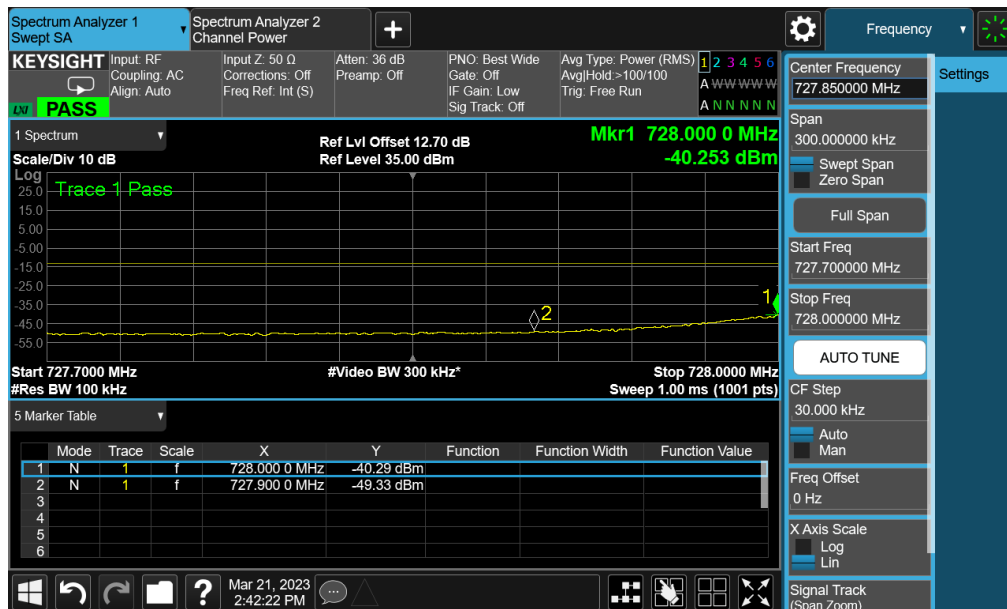 Spectrum Analyzer 1
Swept SA
Spectrum Analyzer 2
Channel Power
Frequency
KEYSIGHT
Input: RF
Coupling: AC
Align: Auto
Input Z: 50 Ω
Corrections: Off
Freq Ref: Int (S)
Atten: 36 dB
Preamp: Off
PNO: Best Wide
Gate: Off
IF Gain: Low
Sig Track: Off
Avg Type: Power (RMS)
Avg|Hold:>100/100
Trig: Free Run
1 2 3 4 5 6
A W W W W W
A N N N N N
LXI PASS
1 Spectrum
Ref Lvl Offset 12.70 dB
Mkr1 728.000 0 MHz
Scale/Div 10 dB
Ref Level 35.00 dBm
-40.253 dBm
Log
Trace 1 Pass
25.0
15.0
5.00
-5.00
-15.0
-25.0
-35.0
-45.0
-55.0
1
2
Start 727.7000 MHz
#Video BW 300 kHz*
Stop 728.0000 MHz
#Res BW 100 kHz
Sweep 1.00 ms (1001 pts)
5 Marker Table
Mode Trace Scale X Y Function Function Width Function Value
1 N 1 f 728.000 0 MHz -40.29 dBm
2 N 1 f 727.900 0 MHz -49.33 dBm
3
4
5
6
?
Mar 21, 2023
2:42:22 PM
Center Frequency
727.850000 MHz
Settings
Span
300.000000 kHz
Swept Span
Zero Span
Full Span
Start Freq
727.700000 MHz
Stop Freq
728.000000 MHz
AUTO TUNE
CF Step
30.000 kHz
Auto
Man
Freq Offset
0 Hz
X Axis Scale
Log
Lin
Signal Track
(Span Zoom)